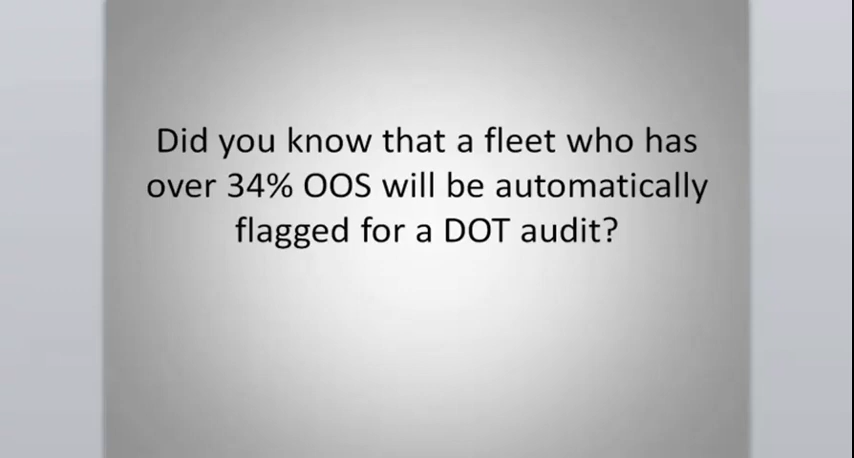 Did you know that a fleet who has
over 34% OOS will be automatically
flagged for a DOT audit?